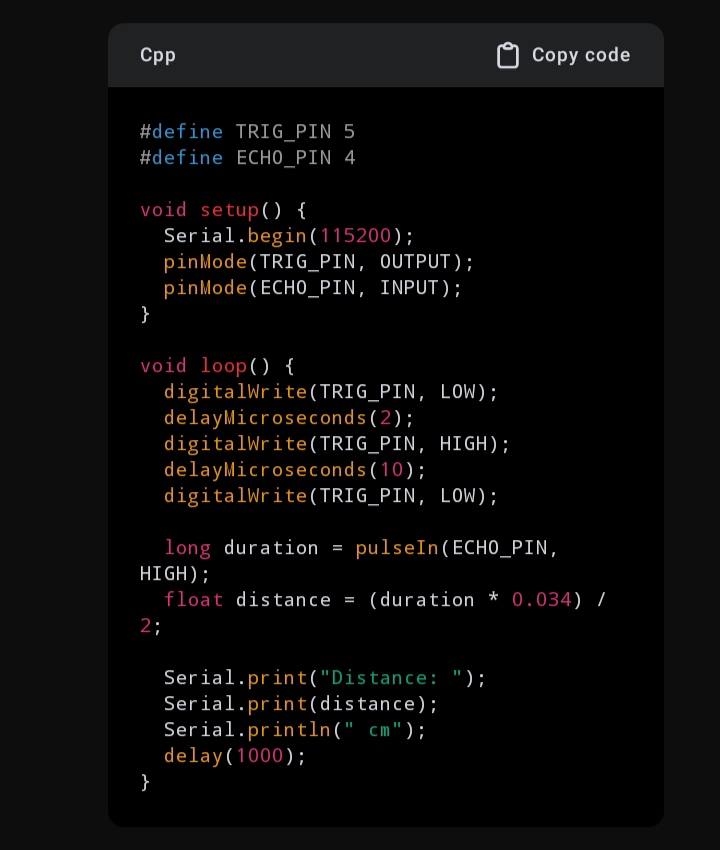 Cpp
Copy code
#define TRIG_PIN 5
#define ECHO_PIN 4
void setup() {
  Serial.begin(115200);
  pinMode(TRIG_PIN, OUTPUT);
  pinMode(ECHO_PIN, INPUT);
}
void loop() {
  digitalWrite(TRIG_PIN, LOW);
  delayMicroseconds(2);
  digitalWrite(TRIG_PIN, HIGH);
  delayMicroseconds(10);
  digitalWrite(TRIG_PIN, LOW);
  long duration = pulseIn(ECHO_PIN,
HIGH);
  float distance = (duration * 0.034) /
2;
  Serial.print("Distance: ");
  Serial.print(distance);
  Serial.println(" cm");
  delay(1000);
}